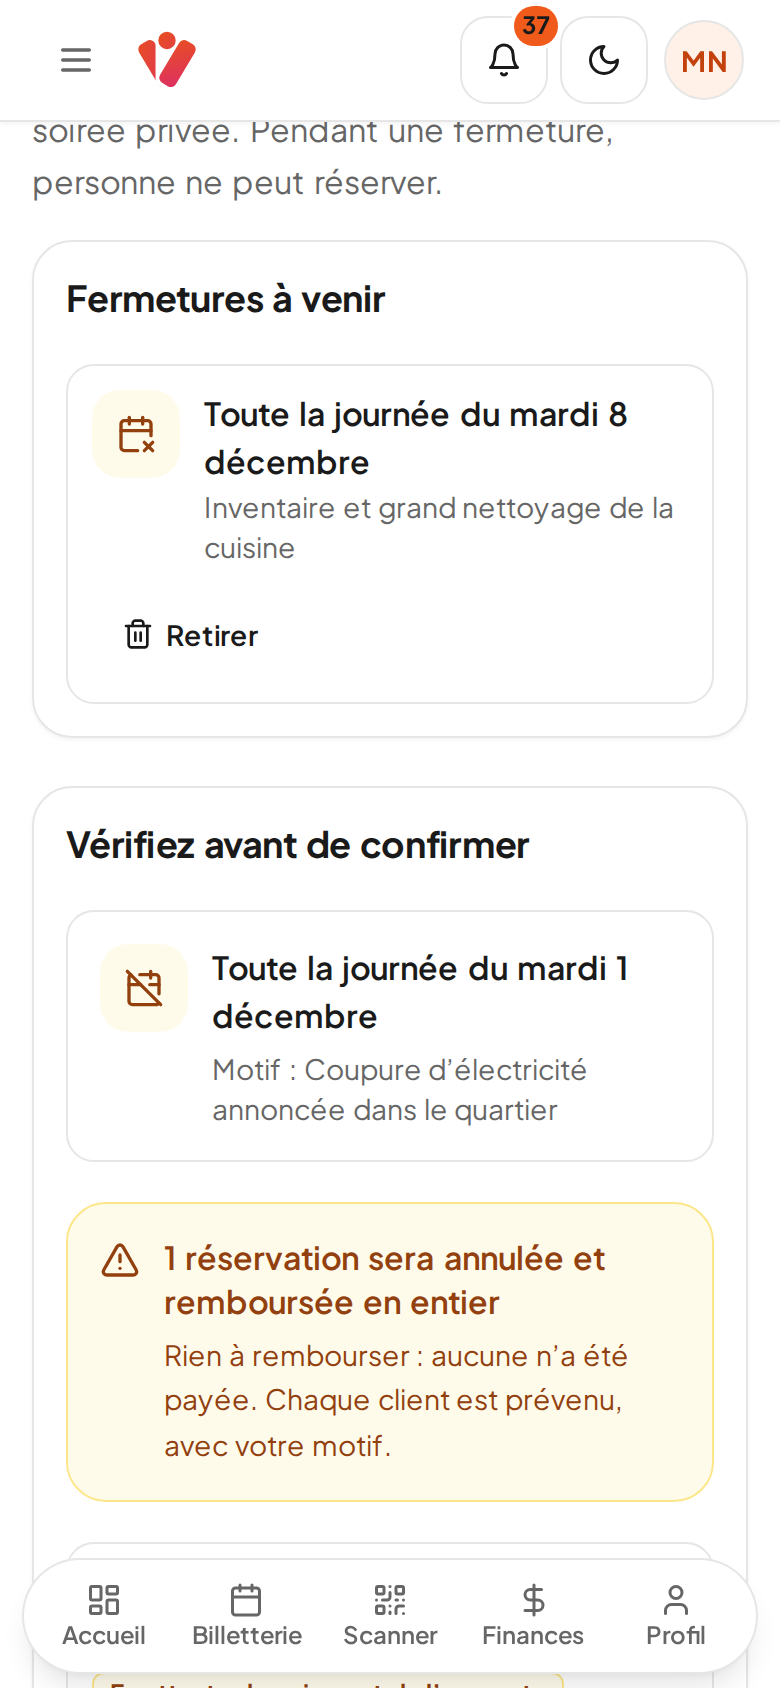 37
MN
soirée privée. Pendant une fermeture,
personne ne peut réserver.
Fermetures à venir
Toute la journée du mardi 8
décembre
Inventaire et grand nettoyage de la
cuisine
Retirer
Vérifiez avant de confirmer
Toute la journée du mardi 1
décembre
Motif : Coupure d’électricité
annoncée dans le quartier
1 réservation sera annulée et
remboursée en entier
Rien à rembourser : aucune n’a été
payée. Chaque client est prévenu,
avec votre motif.
Accueil
Billetterie
Scanner
Finances
Profil